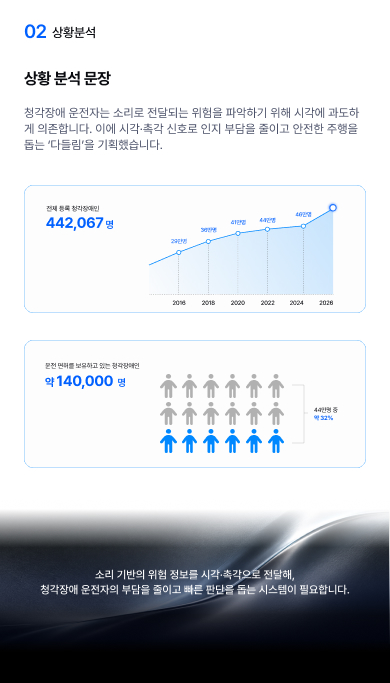 02 상황분석
상황 분석 문장
청각장애 운전자는 소리로 전달되는 위험을 파악하기 위해 시각에 과도하
게 의존합니다. 이에 시각·촉각 신호로 인지 부담을 줄이고 안전한 주행을
돕는 ‘다들림’을 기획했습니다.
전체 등록 청각장애인
442,067명
29만명
36만명
41만명
44만명
46만명
2016 2018 2020 2022 2024 2026
운전 면허를 보유하고 있는 청각장애인
약 140,000 명
44만명 중
약 32%
소리 기반의 위험 정보를 시각·촉각으로 전달해,
청각장애 운전자의 부담을 줄이고 빠른 판단을 돕는 시스템이 필요합니다.